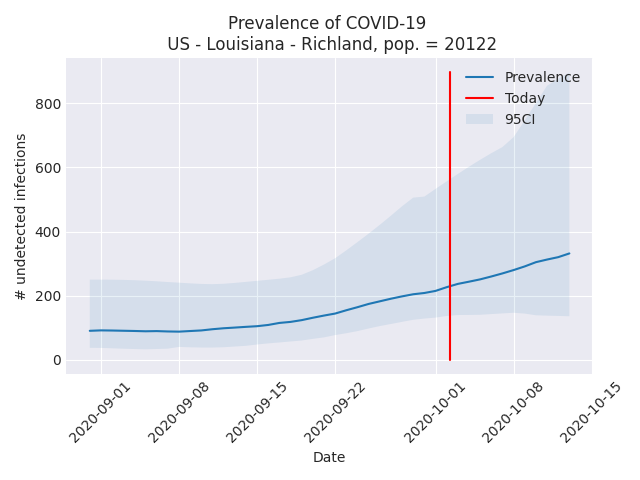 Prevalence of COVID-19
US - Louisiana - Richland, pop. = 20122
Prevalence
Today
95CI
# undetected infections
800
600
400
200
0
2020-09-01
2020-09-08
2020-09-15
2020-09-22
2020-10-01
2020-10-08
2020-10-15
Date